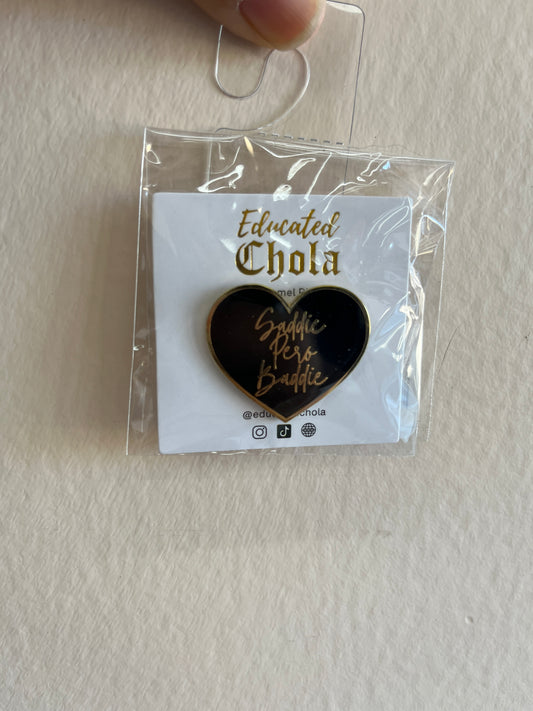 Educated
Chola
Saddie
Pero
Baddie